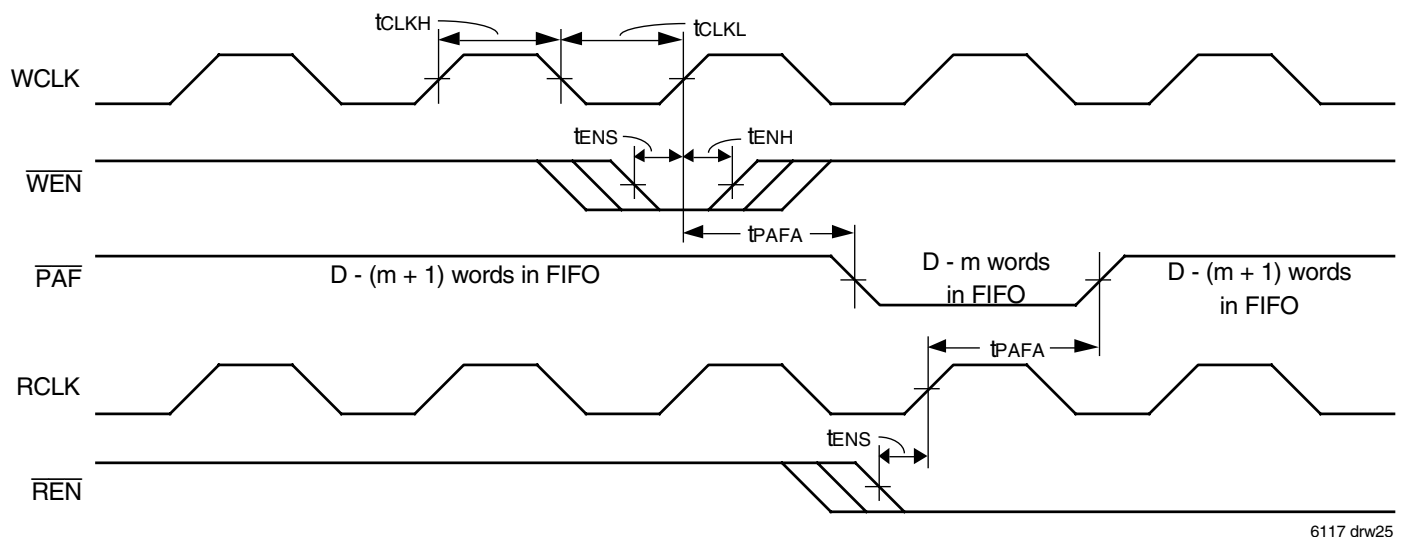 tCLKH
tCLKL
WCLK
tENS
tENH
WEN
tPAFA
PAF
D - (m + 1) words in FIFO
D - m words
in FIFO
D - (m + 1) words
in FIFO
tPAFA
RCLK
tENS
REN
6117 drw25